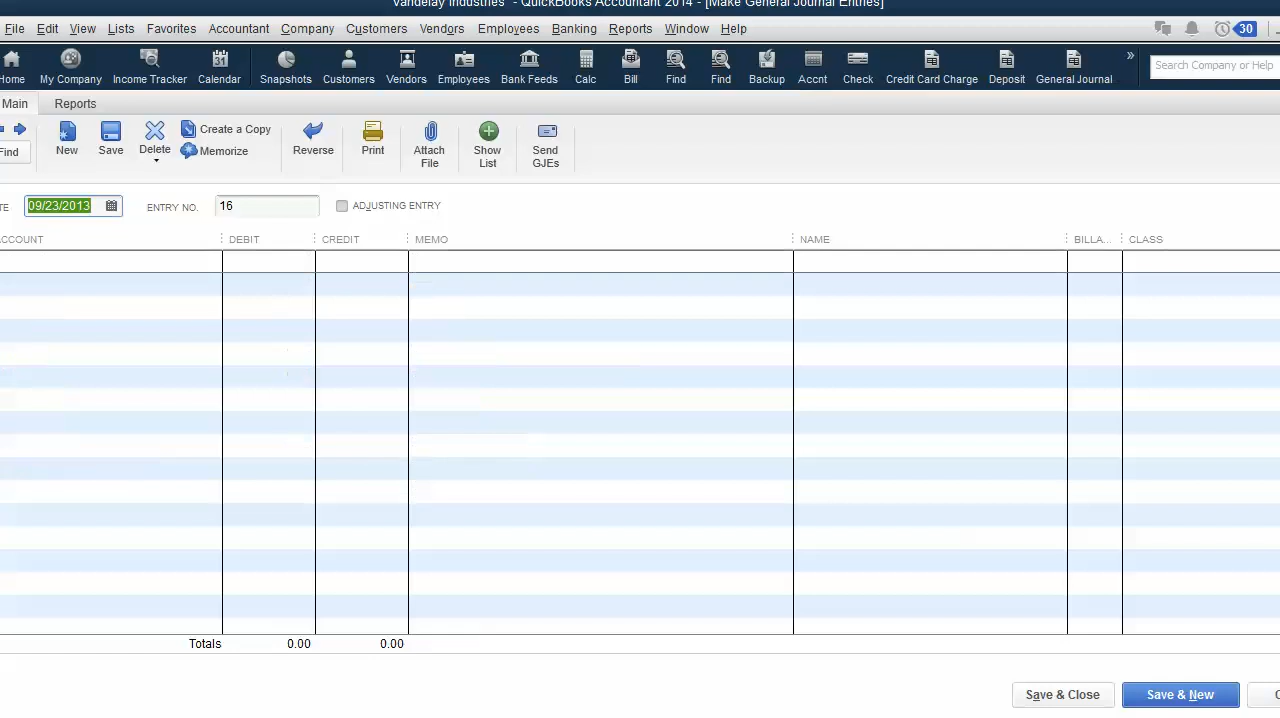 Vandelay Industries - QuickBooks Accountant 2014 - [Make General Journal Entries]
File Edit View Lists Favorites Accountant Company Customers Vendors Employees Banking Reports Window Help 30
Home My Company Income Tracker Calendar Snapshots Customers Vendors Employees Bank Feeds Calc Bill Find Find Backup Accnt Check Credit Card Charge Deposit General Journal » Search Company or Help
31
Main Reports
Find New Save Delete Create a Copy
Memorize Reverse Print Attach File Show List Send GJEs
TE 09/23/2013 ENTRY NO. 16 ADJUSTING ENTRY
CCOUNT DEBIT CREDIT MEMO NAME BILLA... CLASS
Totals 0.00 0.00
Save & Close Save & New